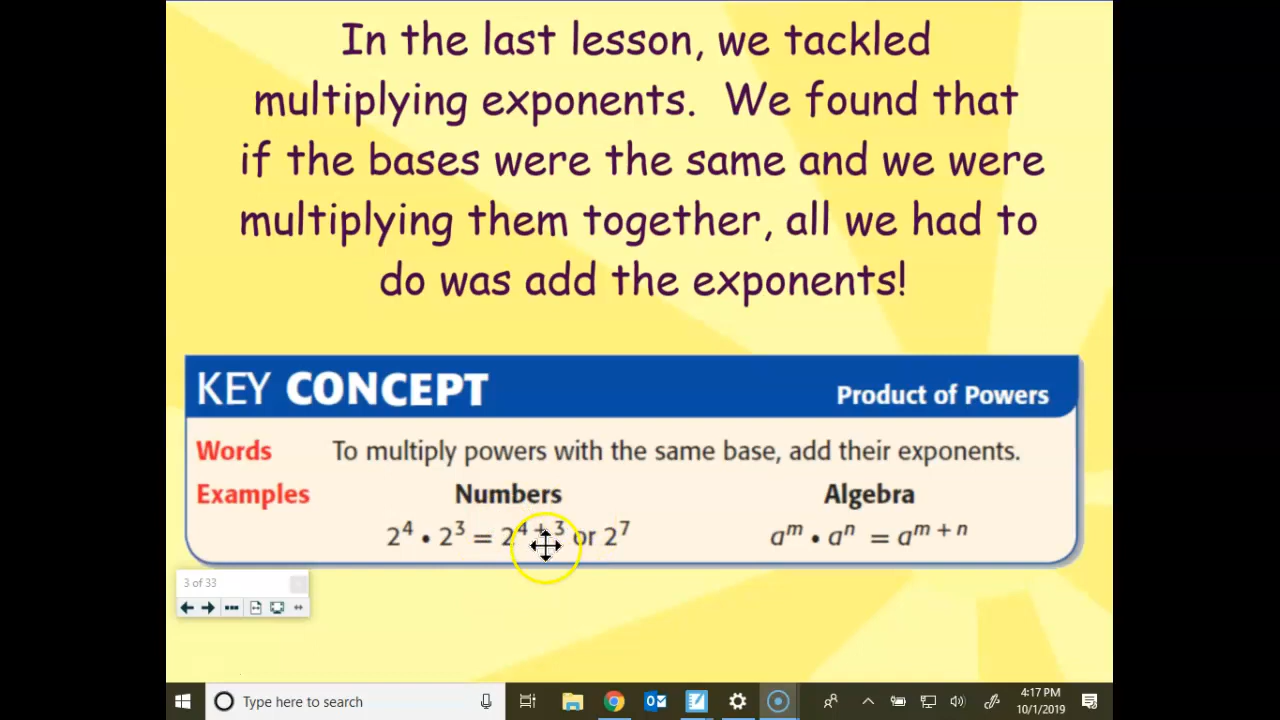 In the last lesson, we tackled
multiplying exponents.  We found that
if the bases were the same and we were
multiplying them together, all we had to
do was add the exponents!
KEY CONCEPT Product of Powers
Words To multiply powers with the same base, add their exponents.
Examples Numbers Algebra
2⁴ • 2³ = 2⁴ ⁺ ³ or 2⁷ aᵐ • aⁿ = aᵐ ⁺ ⁿ
3 of 33
Type here to search
4:17 PM
10/1/2019